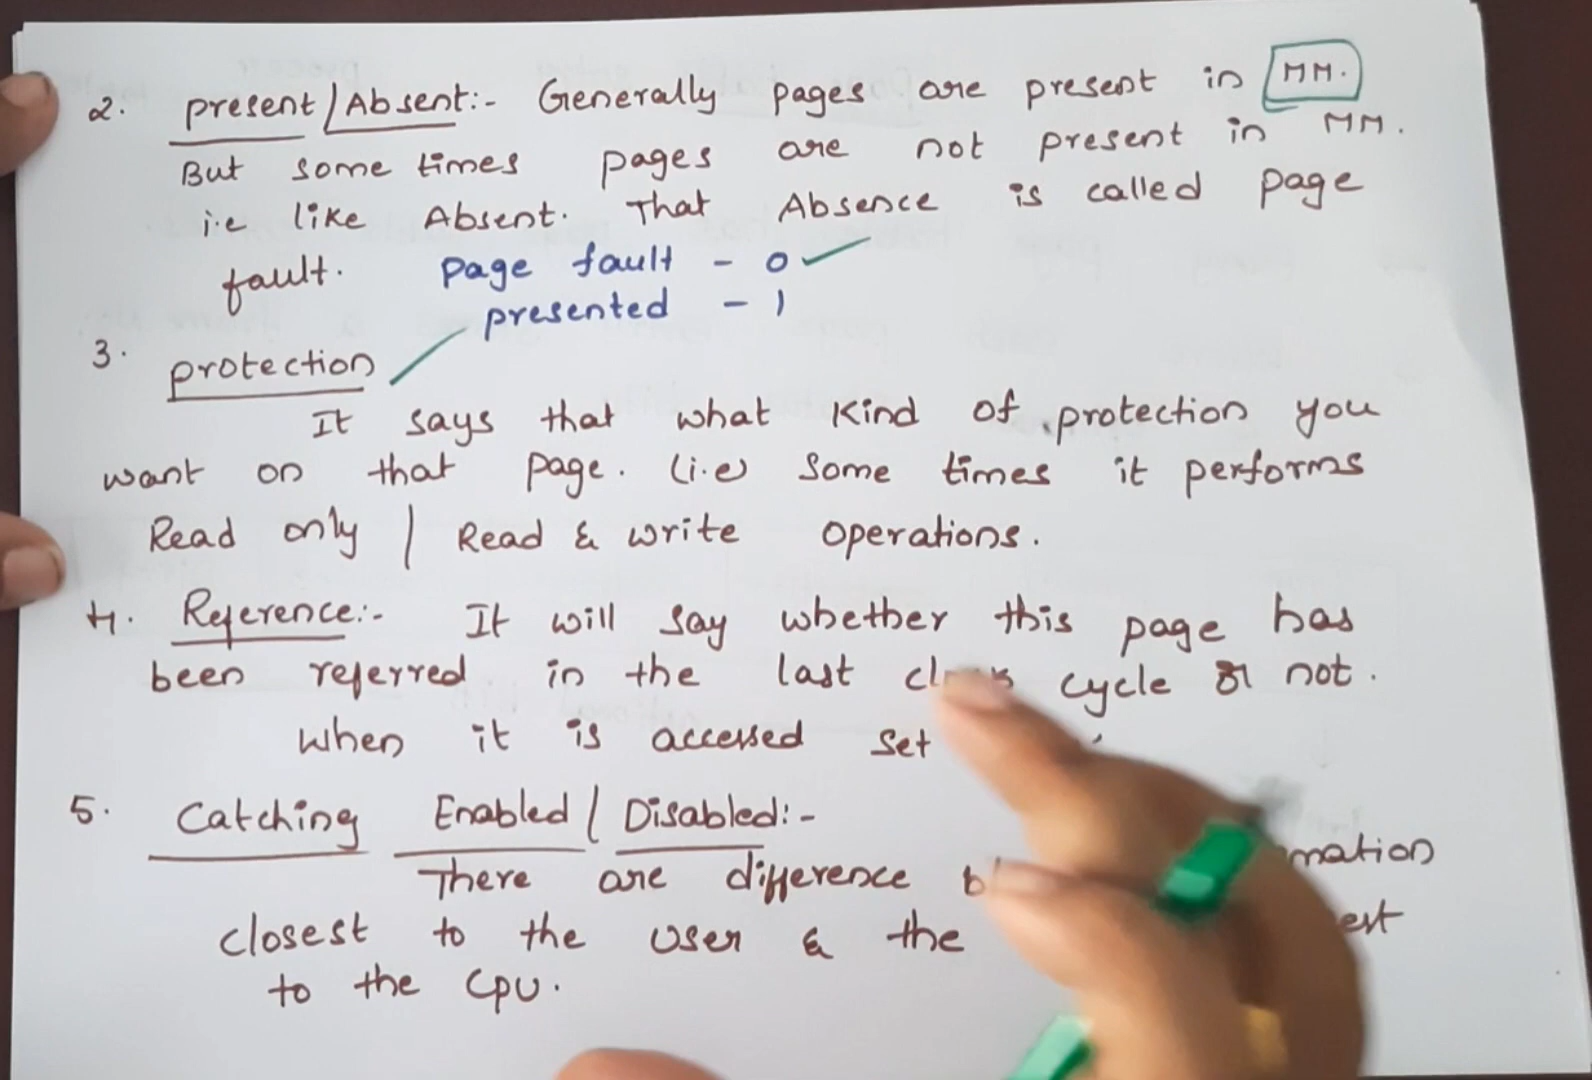 2. present/Absent:- Generally pages are present in MM.
But some times pages are not present in MM.
i.e like Absent. That Absence is called page
fault. page fault - 0
presented - 1
3. protection
It says that what kind of protection you
want on that page. (i.e) some times it performs
Read only | Read & write operations.
4. Reference:- It will say whether this page has
been referred in the last cycle or not.
when it is accessed set
5. Catching Enabled/Disabled:-
There are difference
closest to the user & the
to the CPU.